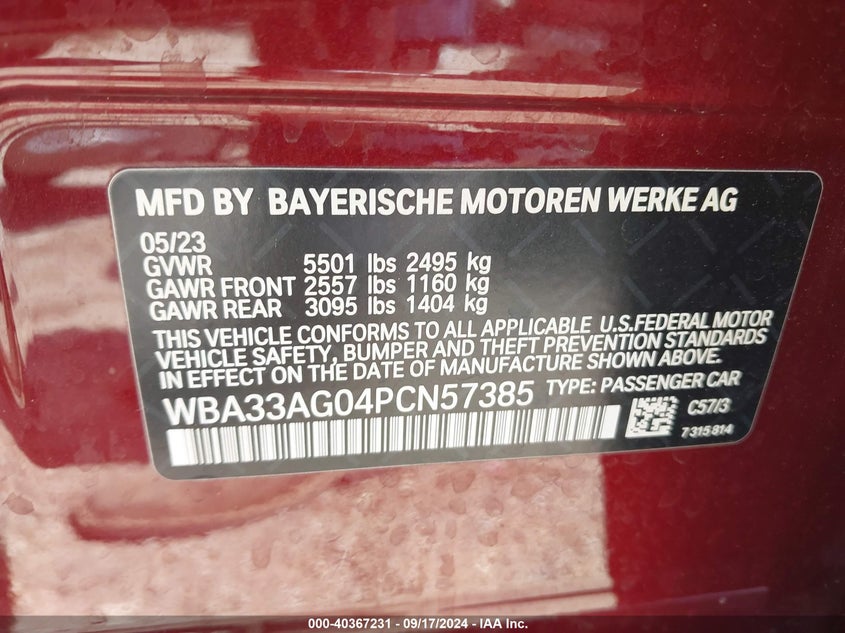 MFD BY BAYERISCHE MOTOREN WERKE AG
05/23
GVWR 5501 lbs 2495 kg
GAWR FRONT 2557 lbs 1160 kg
GAWR REAR 3095 lbs 1404 kg
THIS VEHICLE CONFORMS TO ALL APPLICABLE U.S.FEDERAL MOTOR
VEHICLE SAFETY, BUMPER AND THEFT PREVENTION STANDARDS
IN EFFECT ON THE DATE OF MANUFACTURE SHOWN ABOVE.
WBA33AG04PCN57385 TYPE: PASSENGER CAR
C57/3
7315814
000-40367231 - 09/17/2024 - IAA Inc.